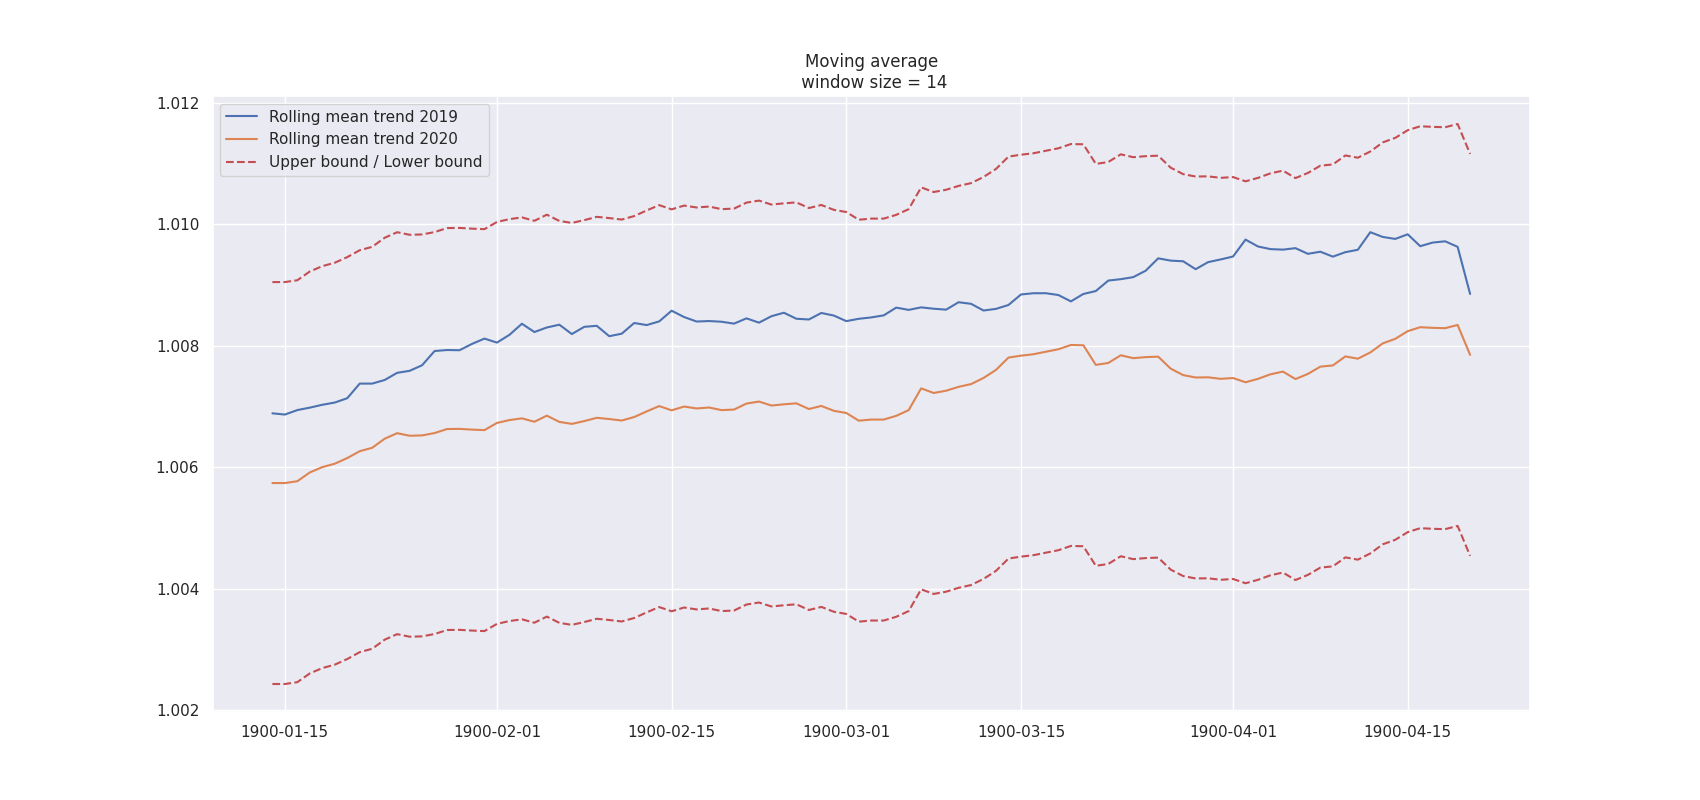 Moving average
window size = 14
1.012
1.010
1.008
1.006
1.004
1.002
Rolling mean trend 2019
Rolling mean trend 2020
Upper bound / Lower bound
1900-01-15
1900-02-01
1900-02-15
1900-03-01
1900-03-15
1900-04-01
1900-04-15